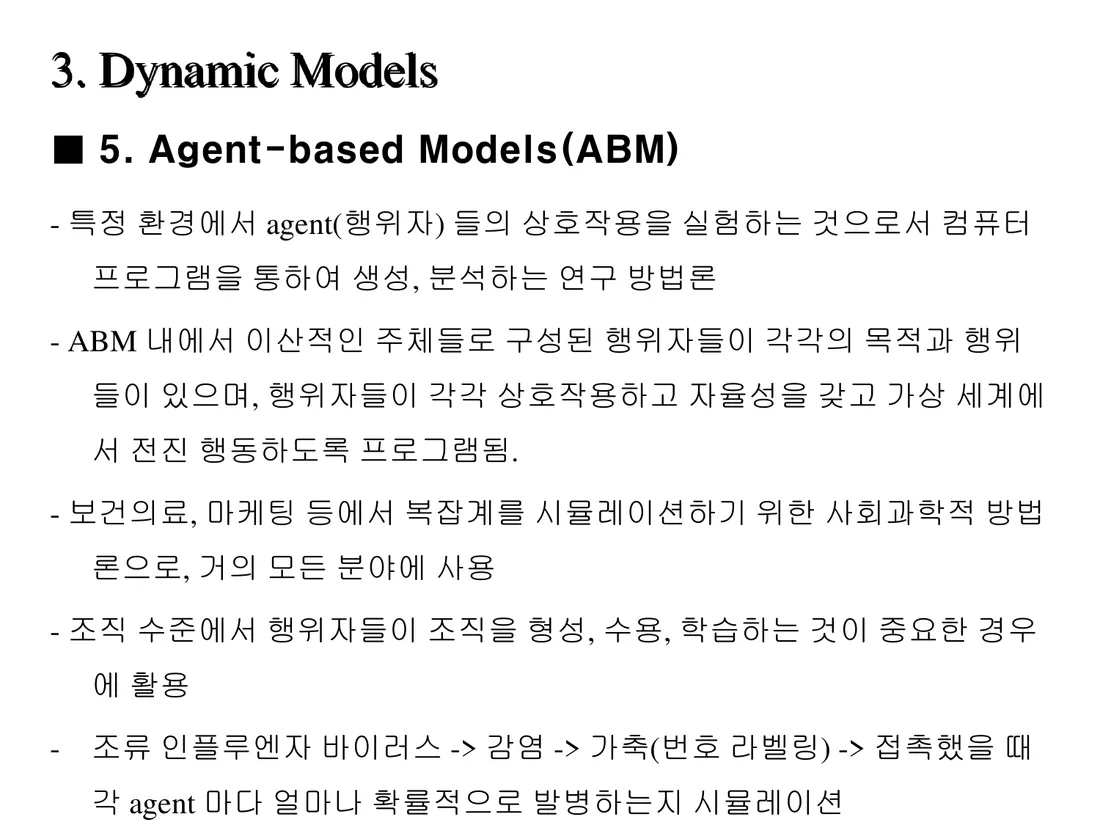 3. Dynamic Models
■ 5. Agent-based Models(ABM)
- 특정 환경에서 agent(행위자) 들의 상호작용을 실험하는 것으로서 컴퓨터
프로그램을 통하여 생성, 분석하는 연구 방법론
- ABM 내에서 이산적인 주체들로 구성된 행위자들이 각각의 목적과 행위
들이 있으며, 행위자들이 각각 상호작용하고 자율성을 갖고 가상 세계에
서 전진 행동하도록 프로그램됨.
- 보건의료, 마케팅 등에서 복잡계를 시뮬레이션하기 위한 사회과학적 방법
론으로, 거의 모든 분야에 사용
- 조직 수준에서 행위자들이 조직을 형성, 수용, 학습하는 것이 중요한 경우
에 활용
- 조류 인플루엔자 바이러스 -> 감염 -> 가축(번호 라벨링) -> 접촉했을 때
각 agent 마다 얼마나 확률적으로 발병하는지 시뮬레이션